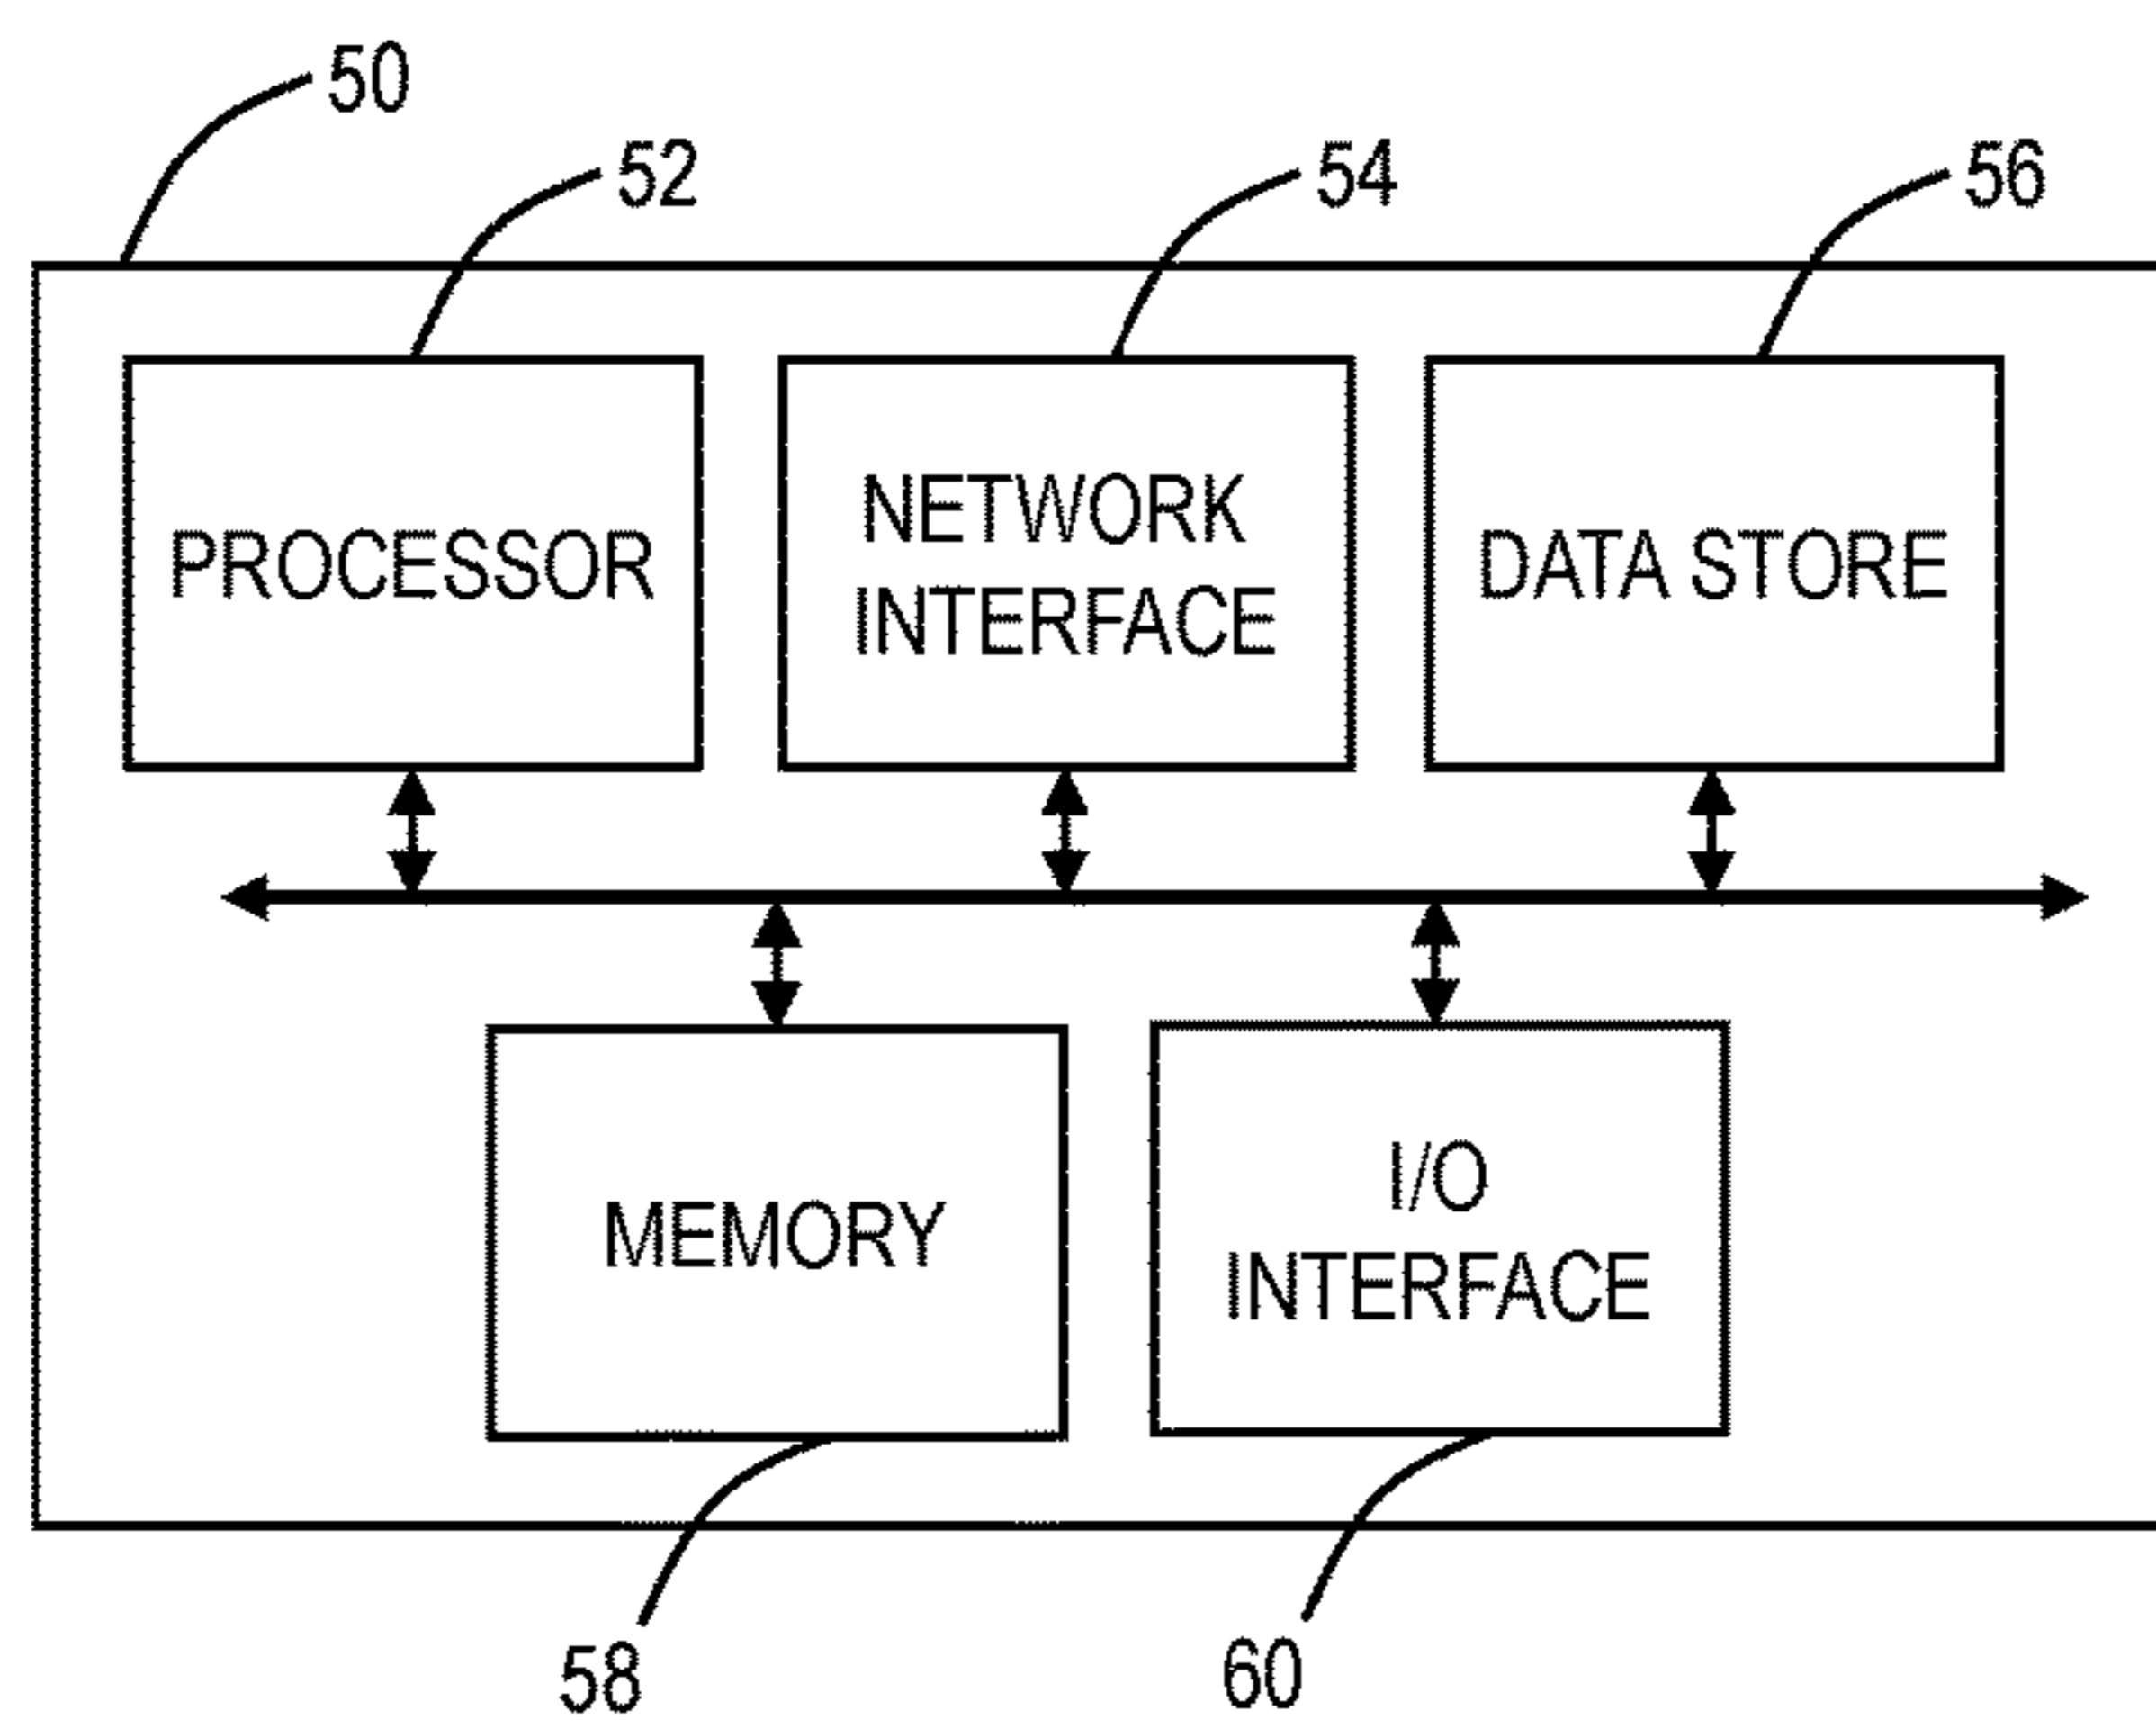 50
52
54
56
PROCESSOR
NETWORK
INTERFACE
DATA STORE
MEMORY
I/O
INTERFACE
58
60